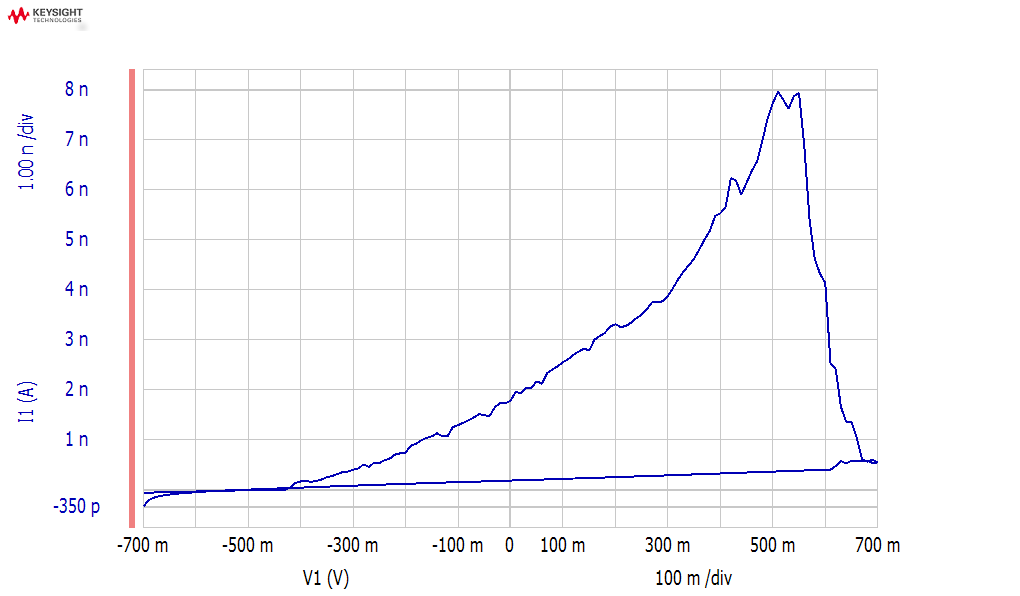 KEYSIGHT
TECHNOLOGIES
8 n
1.00 n /div
7 n
6 n
5 n
4 n
3 n
I1 (A)
2 n
1 n
-350 p
-700 m -500 m -300 m -100 m 0 100 m 300 m 500 m 700 m
V1 (V) 100 m /div